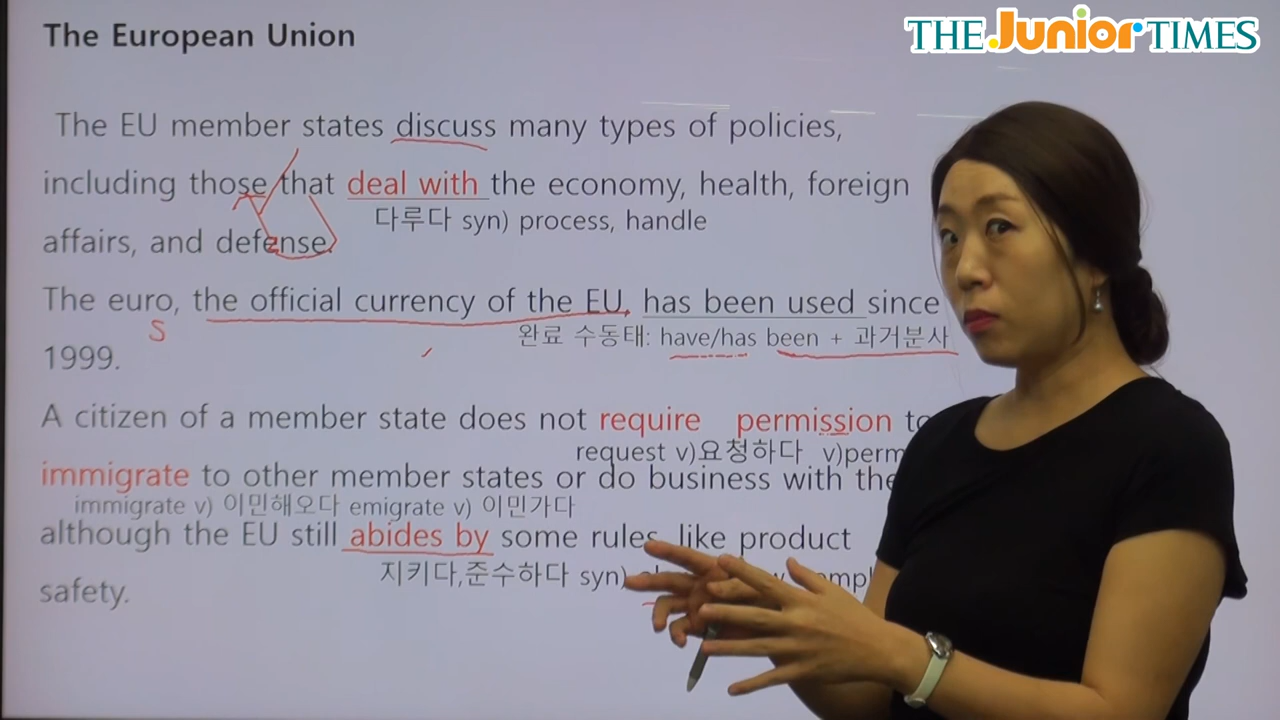 The European Union
THE Junior TIMES
The EU member states discuss many types of policies,
including those that deal with the economy, health, foreign
다루다 syn) process, handle
affairs, and defense.
The euro, the official currency of the EU, has been used since
S
완료 수동태: have/has been + 과거분사
1999.
A citizen of a member state does not require permission to
request v)요청하다 v)perm
immigrate to other member states or do business with the
immigrate v) 이민해오다 emigrate v) 이민가다
although the EU still abides by some rules, like product
지키다,준수하다 syn)
safety.